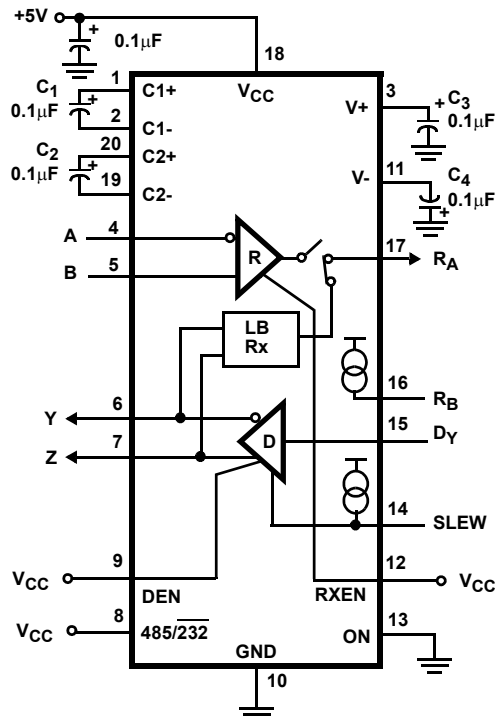 +5V
0.1μF
18
VCC
1
C1+
C1
0.1μF
2
C1-
20
C2+
C2
0.1μF
19
C2-
3
V+
C3
0.1μF
11
V-
C4
0.1μF
4
A
5
B
R
17
RA
LB
Rx
16
RB
6
Y
15
DY
7
Z
D
14
SLEW
9
VCC
DEN
12
RXEN
VCC
8
VCC
485/232
13
ON
GND
10